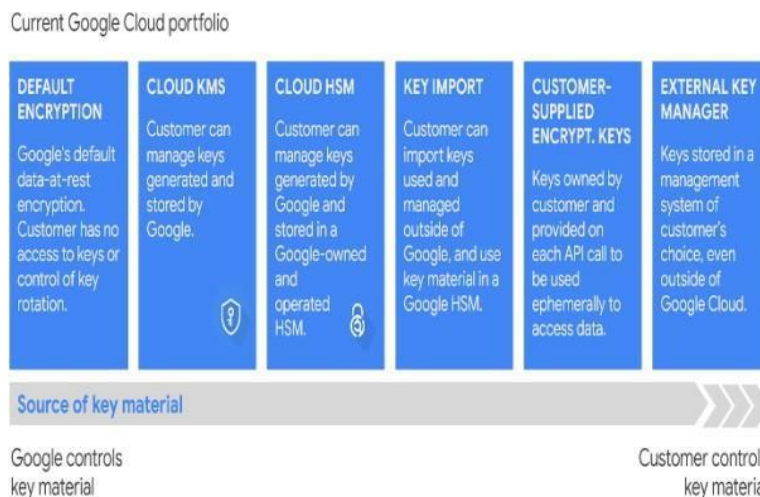 Current Google Cloud portfolio
DEFAULT
ENCRYPTION
Google's default
data-at-rest
encryption.
Customer has no
access to keys or
control of key
rotation.
CLOUD KMS
Customer can
manage keys
generated and
stored by
Google.
CLOUD HSM
Customer can
manage keys
generated by
Google and
stored in a
Google-owned
and
operated
HSM.
KEY IMPORT
Customer can
import keys
used and
managed
outside of
Google, and use
key material in a
Google HSM.
CUSTOMER-
SUPPLIED
ENCRYPT. KEYS
Keys owned by
customer and
provided on
each API call to
be used
ephemerally to
access data.
EXTERNAL KEY
MANAGER
Keys stored in a
management
system of
customer's
choice, even
outside of
Google Cloud.
Source of key material
Google controls
key material
Customer control
key materia